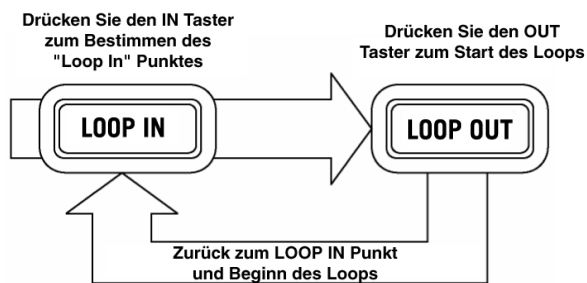 Drücken Sie den IN Taster
zum Bestimmen des
"Loop In" Punktes
Drücken Sie den OUT
Taster zum Start des Loops
LOOP IN
LOOP OUT
Zurück zum LOOP IN Punkt
und Beginn des Loops